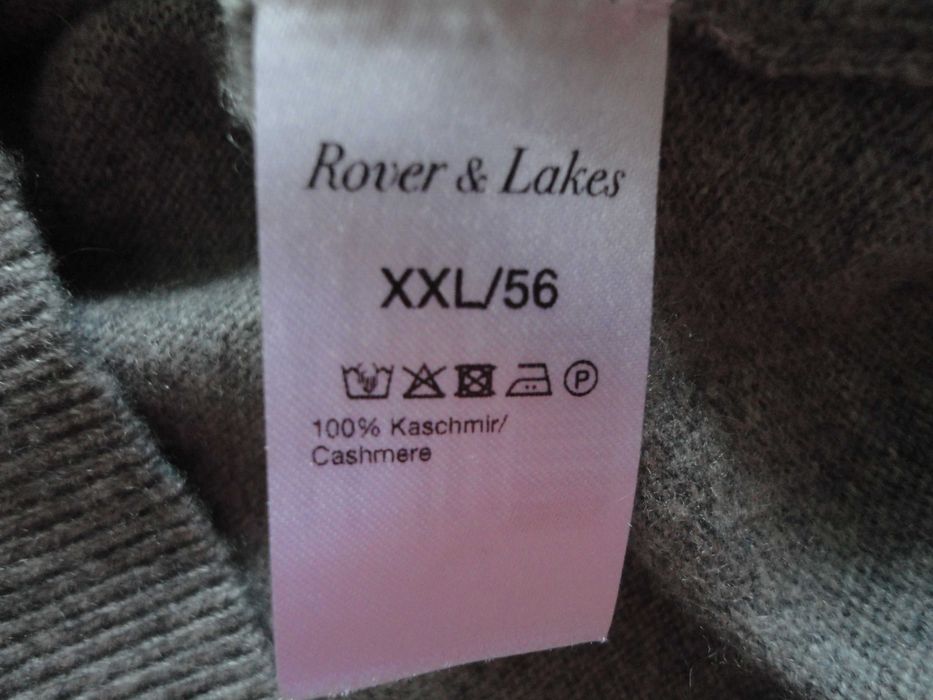 Rover & Lakes
XXL/56
P
100% Kaschmir/
Cashmere